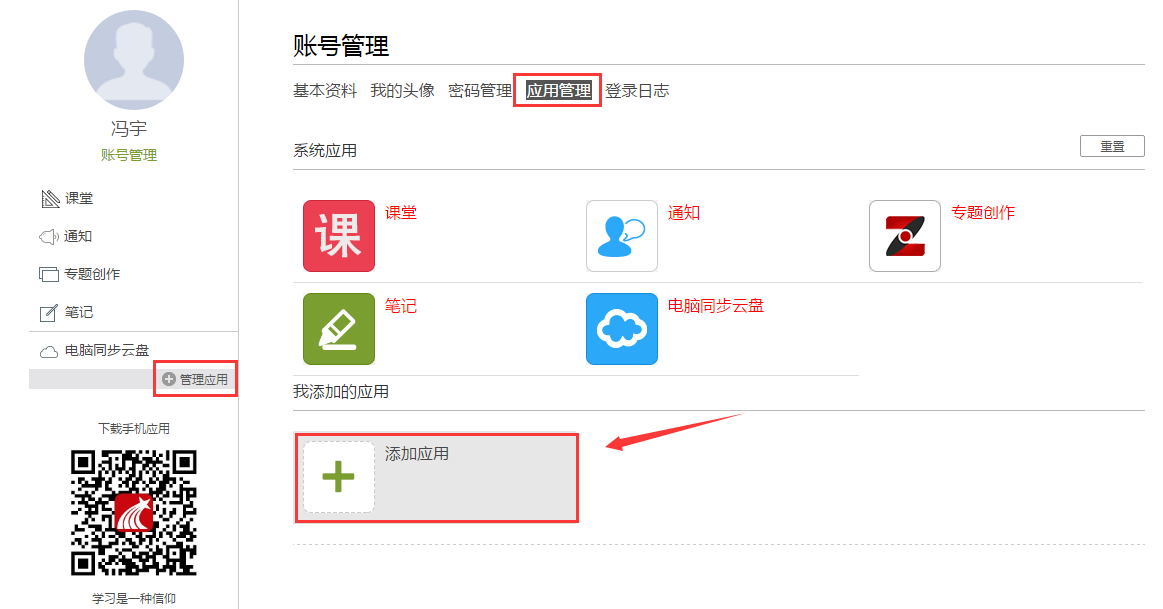 冯宇
账号管理
课堂
通知
专题创作
笔记
电脑同步云盘
管理应用
下载手机应用
学习是一种信仰
账号管理
基本资料 我的头像 密码管理 应用管理 登录日志
系统应用 重置
课 课堂 通知 专题创作
笔记 电脑同步云盘
我添加的应用
添加应用